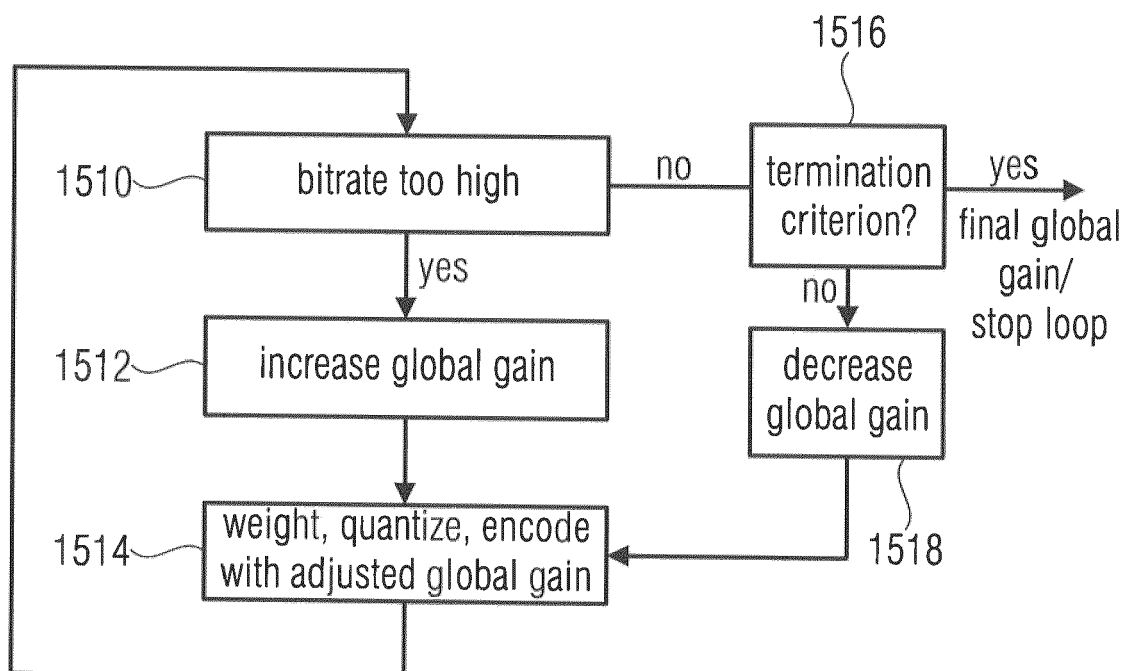 1516
1510
bitrate too high
no
termination
criterion?
yes
final global
gain/
stop loop
yes
no
1512
increase global gain
decrease
global gain
1514
weight, quantize, encode
with adjusted global gain
1518